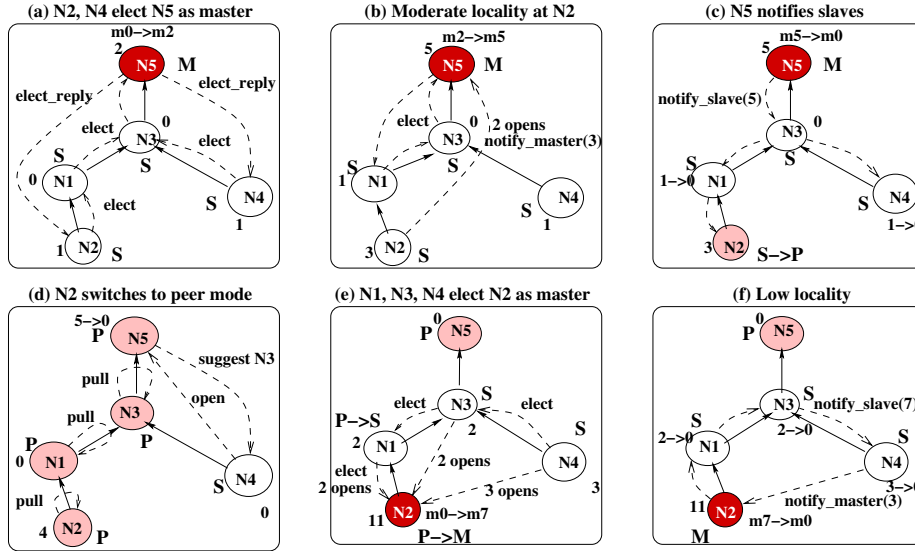 (a) N2, N4 elect N5 as master
m0->m2
2
N5
M
elect_reply
elect_reply
elect
0
elect
N3
S
S
0
N1
N4
S
elect
1
1
N2
S
(b) Moderate locality at N2
m2->m5
5
N5
M
elect
0
2 opens
N3
notify_master(3)
S
S
1
N1
N4
S
1
N2
3
S
(c) N5 notifies slaves
m5->m0
5
N5
M
notify_slave(5)
0
N3
S
S
N1
1->0
N4
S
1->0
3
N2
S->P
(d) N2 switches to peer mode
5->0
P
N5
suggest N3
pull
open
N3
pull
P
P
0
N1
N4
S
pull
0
N2
4
P
(e) N1, N3, N4 elect N2 as master
0
P
N5
S
elect
N3
elect
P->S
2
S
2
N1
2 opens
N4
elect
2 opens
3 opens
3
N2
11
m0->m7
P->M
(f) Low locality
0
P
N5
S
N3
notify_slave(7)
S
2->0
S
2->0
N1
N4
3->0
notify_master(3)
11
N2
m7->m0
M